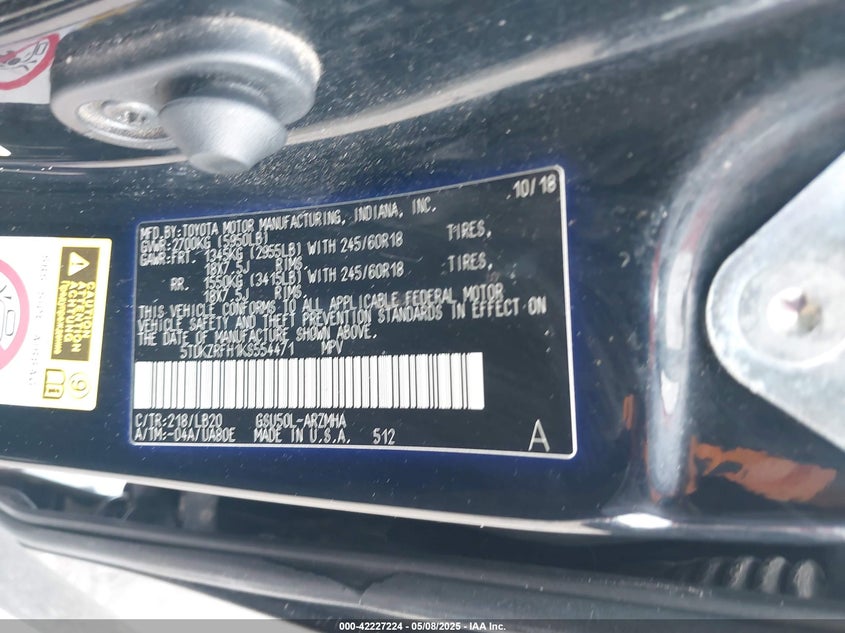 10/18
MFD.BY:TOYOTA MOTOR MANUFACTURING, INDIANA, INC.
GVWR:2700KG (5950LB)
GAWR:FRT. 1345KG (2955LB) WITH 245/60R18 TIRES,
18X7.5J RIMS
RR. 1550KG (3415LB) WITH 245/60R18 TIRES,
18X7.5J RIMS.
THIS VEHICLE CONFORMS TO ALL APPLICABLE FEDERAL MOTOR
VEHICLE SAFETY AND THEFT PREVENTION STANDARDS IN EFFECT ON
THE DATE OF MANUFACTURE SHOWN ABOVE.
5TDKZRFH1KS554471 MPV
C/TR:218/LB20 GSU50L-ARZMHA
A/TM:-04A/UA80E MADE IN U.S.A. 512
A
SRS SIDE AIRBAG
CAUTION
000-42227224 - 05/08/2025 - IAA Inc.